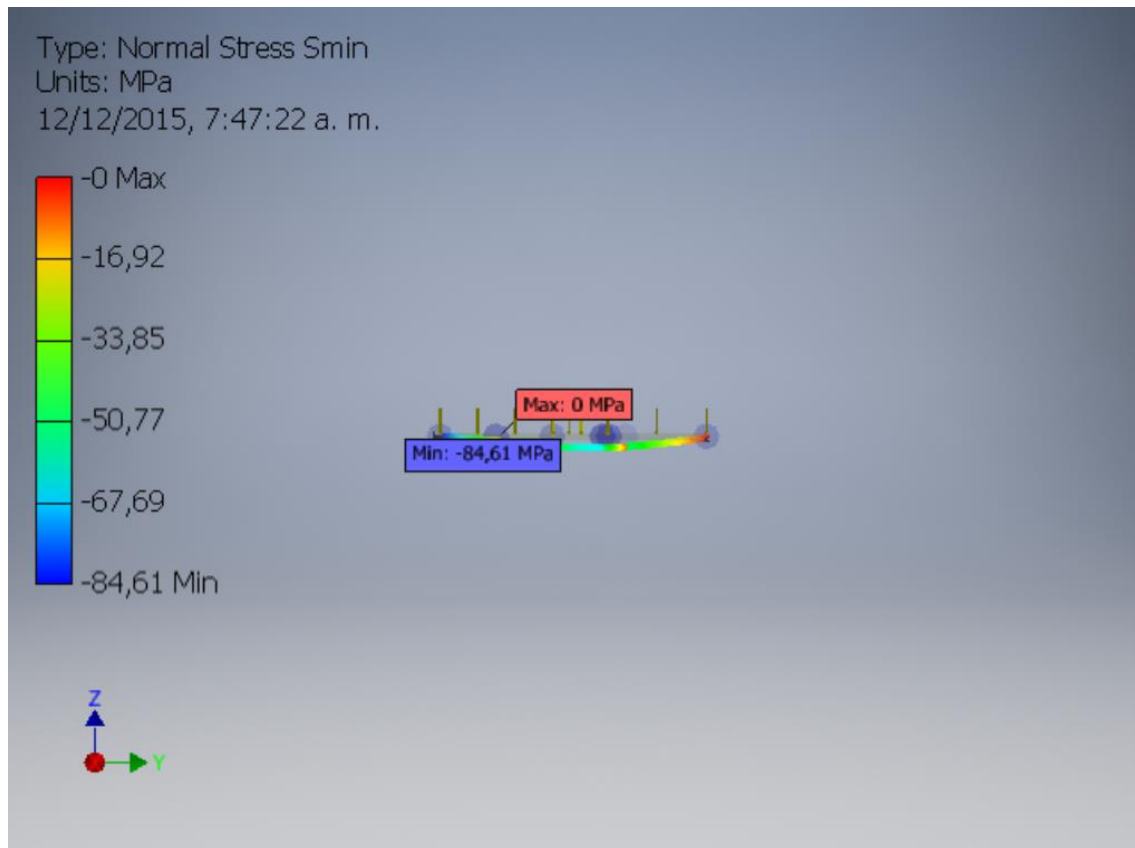 Type: Normal Stress Smin
Units: MPa
12/12/2015, 7:47:22 a. m.
-0 Max
-16,92
-33,85
-50,77
-67,69
-84,61 Min
Max: 0 MPa
Min: -84,61 MPa
Z
Y